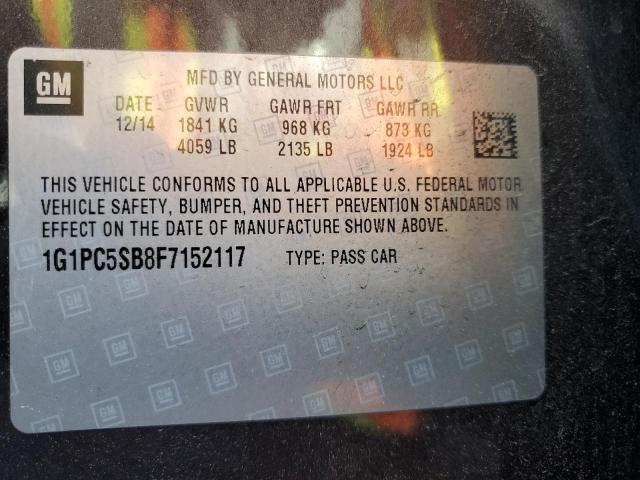 GM
MFD BY GENERAL MOTORS LLC
DATE GVWR GAWR FRT GAWR RR
12/14 1841 KG 968 KG 873 KG
4059 LB 2135 LB 1924 LB
THIS VEHICLE CONFORMS TO ALL APPLICABLE U.S. FEDERAL MOTOR
VEHICLE SAFETY, BUMPER, AND THEFT PREVENTION STANDARDS IN
EFFECT ON THE DATE OF MANUFACTURE SHOWN ABOVE.
1G1PC5SB8F7152117 TYPE: PASS CAR